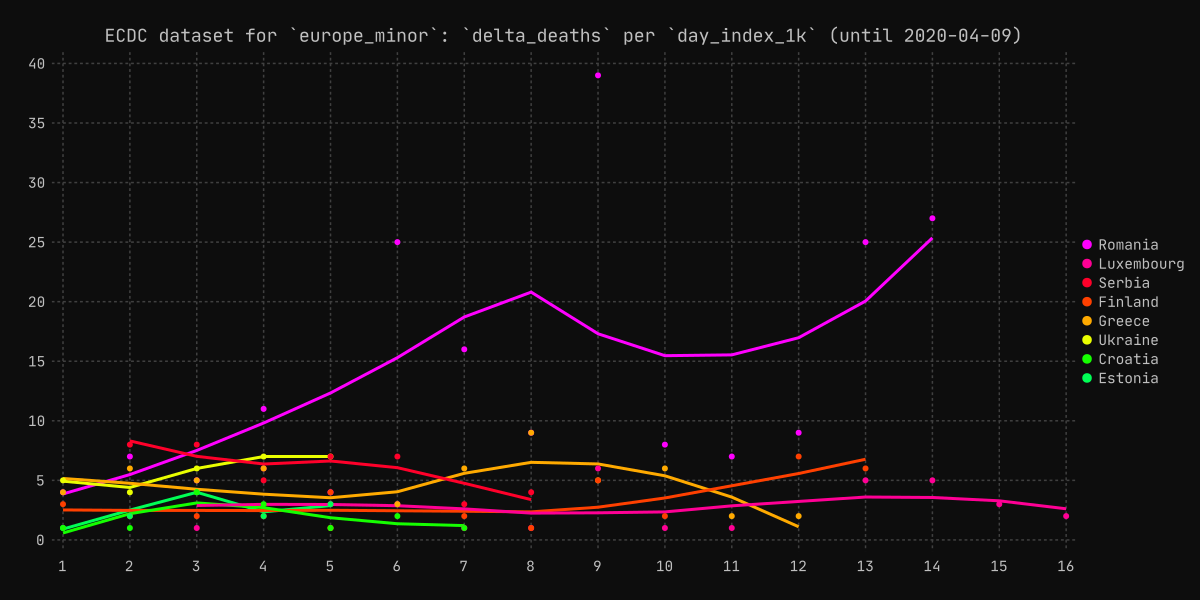 ECDC dataset for `europe_minor`: `delta_deaths` per `day_index_1k` (until 2020-04-09)
40
35
30
25
20
15
10
5
0
1 2 3 4 5 6 7 8 9 10 11 12 13 14 15 16
Romania
Luxembourg
Serbia
Finland
Greece
Ukraine
Croatia
Estonia